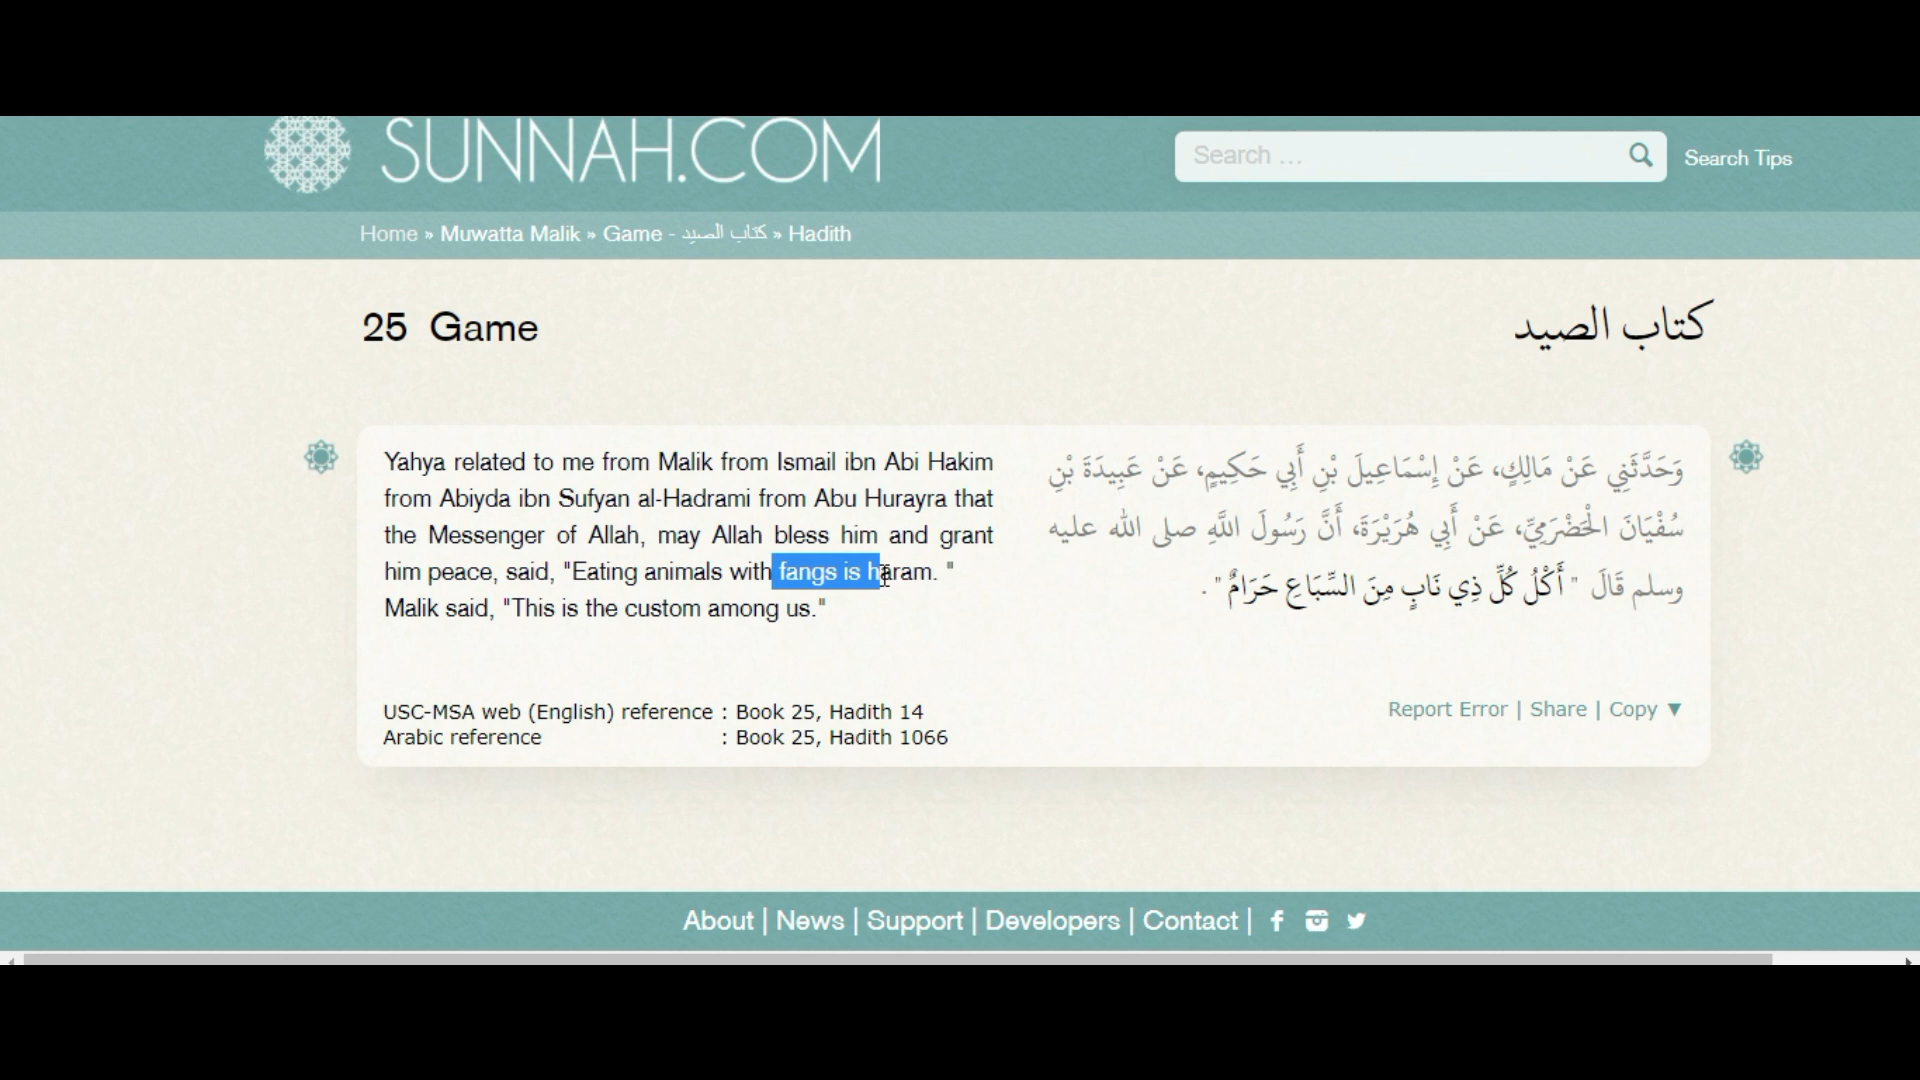 SUNNAH.COM
Search ...
Search Tips
Home » Muwatta Malik » Game - كتاب الصيد » Hadith
25 Game
كتاب الصيد
Yahya related to me from Malik from Ismail ibn Abi Hakim
from Abiyda ibn Sufyan al-Hadrami from Abu Hurayra that
the Messenger of Allah, may Allah bless him and grant
him peace, said, "Eating animals with fangs is haram. "
Malik said, "This is the custom among us."
وَحَدَّثَنِي عَنْ مَالِكٍ، عَنْ إِسْمَاعِيلَ بْنِ أَبِي حَكِيمٍ، عَنْ عَبِيدَةَ بْنِ
سُفْيَانَ الْحَضْرَمِيِّ، عَنْ أَبِي هُرَيْرَةَ، أَنَّ رَسُولَ اللَّهِ صلى الله عليه
وسلم قَالَ ‏"‏ أَكْلُ كُلِّ ذِي نَابٍ مِنَ السِّبَاعِ حَرَامٌ ‏"‏ ‏.‏
USC-MSA web (English) reference : Book 25, Hadith 14
Arabic reference : Book 25, Hadith 1066
Report Error | Share | Copy ▼
About | News | Support | Developers | Contact |